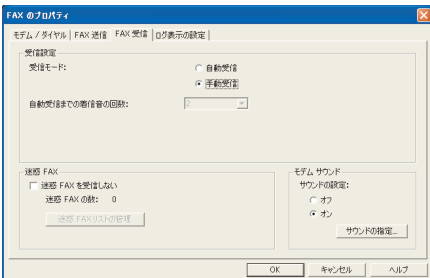 FAX のプロパティ
モデム / ダイヤル | FAX 送信 | FAX 受信 | ログ表示の設定
受信設定
受信モード:
自動受信
手動受信
自動受信までの着信音の回数:
2
迷惑 FAX
迷惑 FAX を受信しない
迷惑 FAX の数: 0
迷惑 FAXリストの管理
モデム サウンド
サウンドの設定:
オフ
オン
サウンドの指定...
OK キャンセル ヘルプ